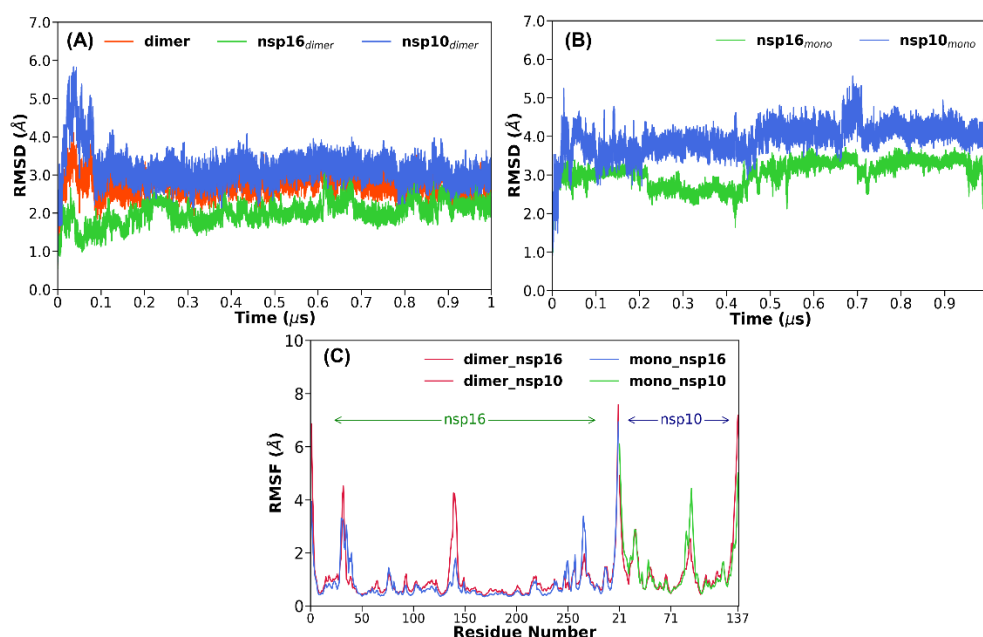 (A) dimer nsp16dimer nsp10dimer
7.0
6.0
5.0
4.0
3.0
2.0
1.0
0.0
RMSD (Å)
0 0.1 0.2 0.3 0.4 0.5 0.6 0.7 0.8 0.9 1
Time (μs)
(B) nsp16mono nsp10mono
7.0
6.0
5.0
4.0
3.0
2.0
1.0
0.0
RMSD (Å)
0 0.1 0.2 0.3 0.4 0.5 0.6 0.7 0.8 0.9
Time (μs)
(C) dimer_nsp16 mono_nsp16
dimer_nsp10 mono_nsp10
nsp16 nsp10
10
8
6
4
2
0
RMSF (Å)
0 50 100 150 200 250 21 71 137
Residue Number